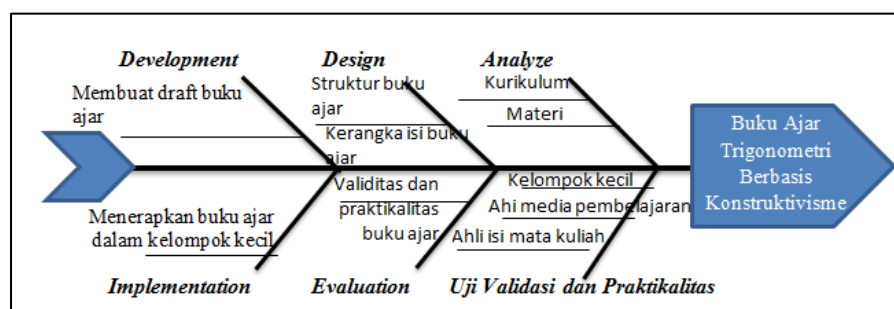 Development
Design
Analyze
Membuat draft buku
ajar
Struktur buku
ajar
Kerangka isi buku
ajar
Kurikulum
Materi
Buku Ajar
Trigonometri
Berbasis
Konstruktivisme
Menerapkan buku ajar
dalam kelompok kecil
Validitas dan
praktikalitas
buku ajar
Kelompok kecil
Ahi media pembelajaran
Ahli isi mata kuliah
Implementation
Evaluation
Uji Validasi dan Praktikalitas